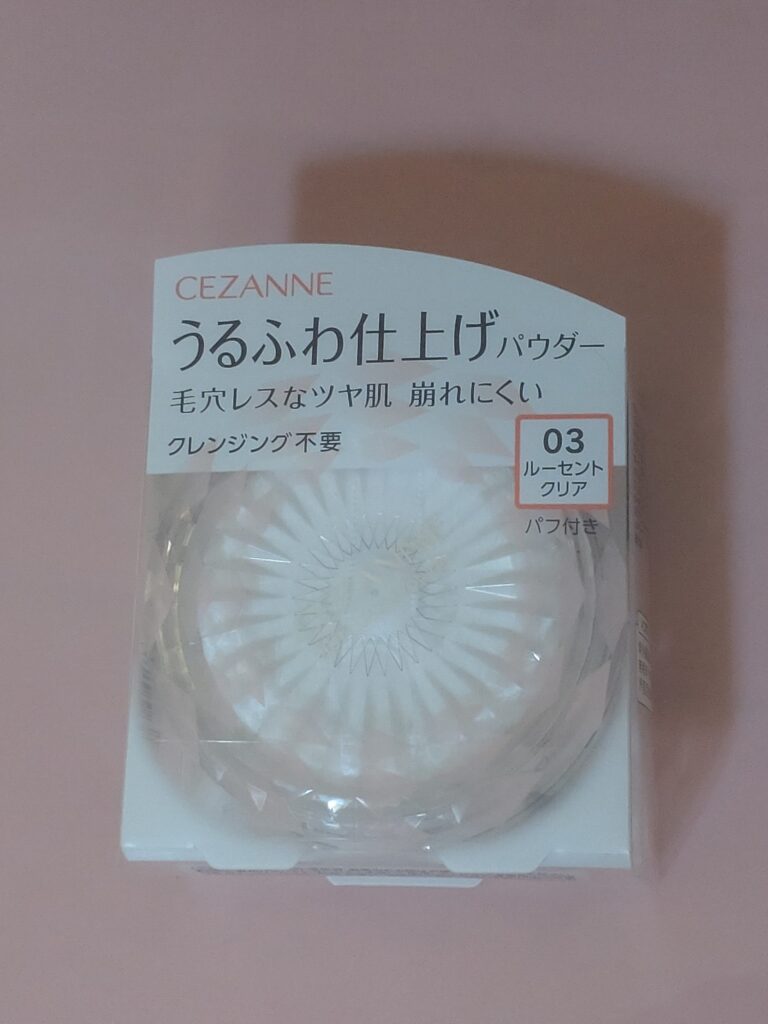 CEZANNE
うるふわ仕上げパウダー
毛穴レスなツヤ肌 崩れにくい
クレンジング不要
03
ルーセント
クリア
パフ付き